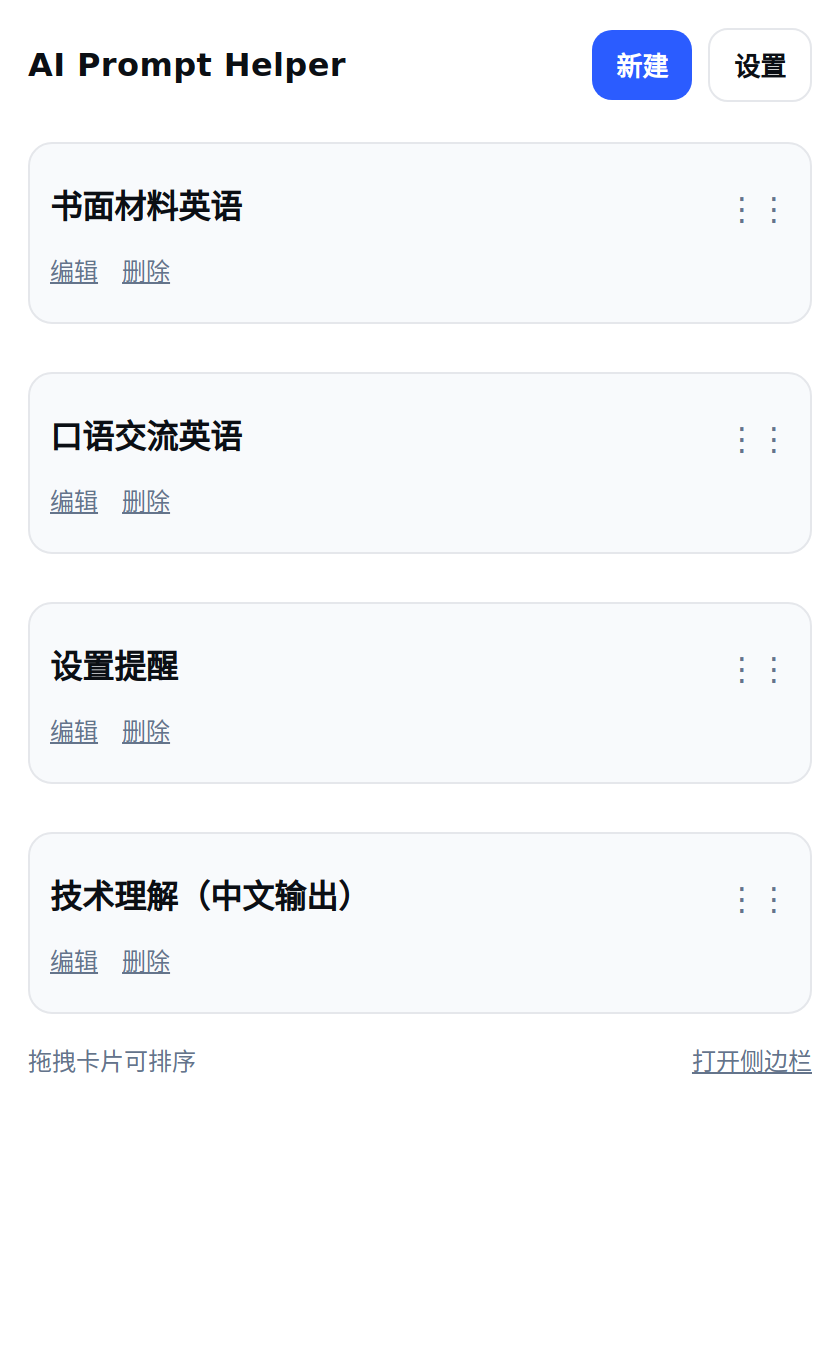 AI Prompt Helper 新建 设置
书面材料英语 ⋮⋮
编辑 删除
口语交流英语 ⋮⋮
编辑 删除
设置提醒 ⋮⋮
编辑 删除
技术理解（中文输出） ⋮⋮
编辑 删除
拖拽卡片可排序 打开侧边栏